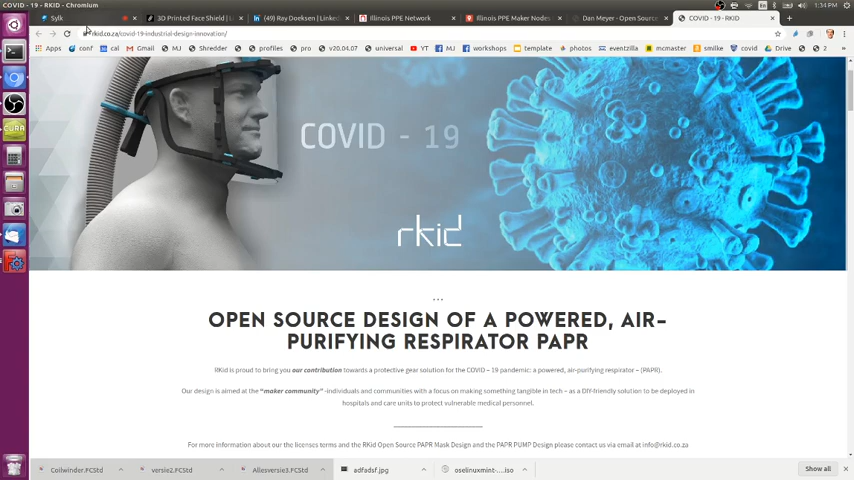 COVID - 19 - RKID - Chromium
1:34 PM
Sylk
3D Printed Face Shield | L
(49) Ray Doeksen | Linked
Illinois PPE Network
Illinois PPE Maker Nodes
Dan Meyer - Open Source
COVID - 19 - RKID
rkid.co.za/covid-19-industrial-design-innovation/
Apps
conf
cal
Gmail
MJ
Shredder
profiles
pro
v20.04.07
universal
YT
MJ
workshops
template
photos
eventzilla
mcmaster
smilke
covid
Drive
2
COVID - 19
rkid
...
OPEN SOURCE DESIGN OF A POWERED, AIR-
PURIFYING RESPIRATOR PAPR
RKid is proud to bring you our contribution towards a protective gear solution for the COVID – 19 pandemic: a powered, air-purifying respirator – (PAPR).
Our design is aimed at the "maker community" -individuals and communities with a focus on making something tangible in tech – as a DIY-friendly solution to be deployed in
hospitals and care units to protect vulnerable medical personnel.
For more information about our the licenses terms and the RKid Open Source PAPR Mask Design and the PAPR PUMP Design please contact us via email at info@rkid.co.za
Coilwinder.FCStd
versie2.FCStd
Allesversie3.FCStd
adfadsf.jpg
oselinuxmint-....iso
Show all